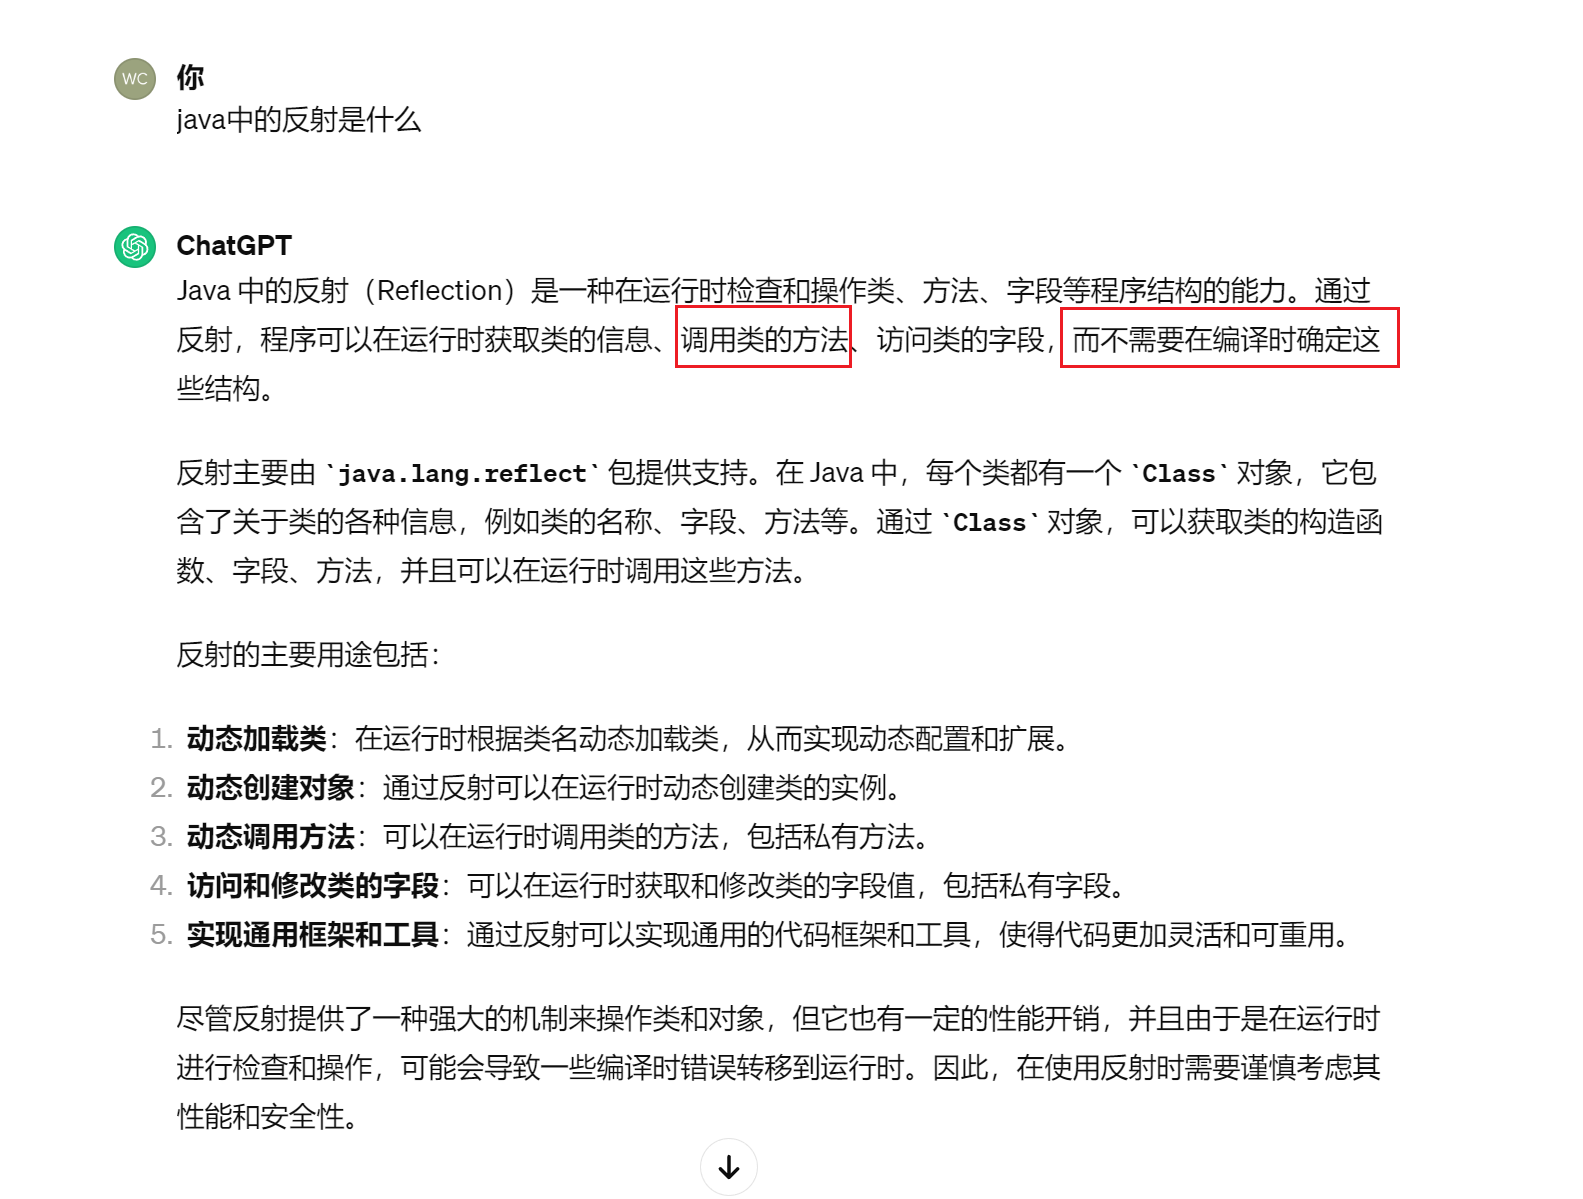 WC
你
java中的反射是什么
ChatGPT
Java 中的反射（Reflection）是一种在运行时检查和操作类、方法、字段等程序结构的能力。通过
反射，程序可以在运行时获取类的信息、调用类的方法、访问类的字段，而不需要在编译时确定这
些结构。
反射主要由 `java.lang.reflect` 包提供支持。在 Java 中，每个类都有一个 `Class` 对象，它包
含了关于类的各种信息，例如类的名称、字段、方法等。通过 `Class` 对象，可以获取类的构造函
数、字段、方法，并且可以在运行时调用这些方法。
反射的主要用途包括：
1. 动态加载类：在运行时根据类名动态加载类，从而实现动态配置和扩展。
2. 动态创建对象：通过反射可以在运行时动态创建类的实例。
3. 动态调用方法：可以在运行时调用类的方法，包括私有方法。
4. 访问和修改类的字段：可以在运行时获取和修改类的字段值，包括私有字段。
5. 实现通用框架和工具：通过反射可以实现通用的代码框架和工具，使得代码更加灵活和可重用。
尽管反射提供了一种强大的机制来操作类和对象，但它也有一定的性能开销，并且由于是在运行时
进行检查和操作，可能会导致一些编译时错误转移到运行时。因此，在使用反射时需要谨慎考虑其
性能和安全性。